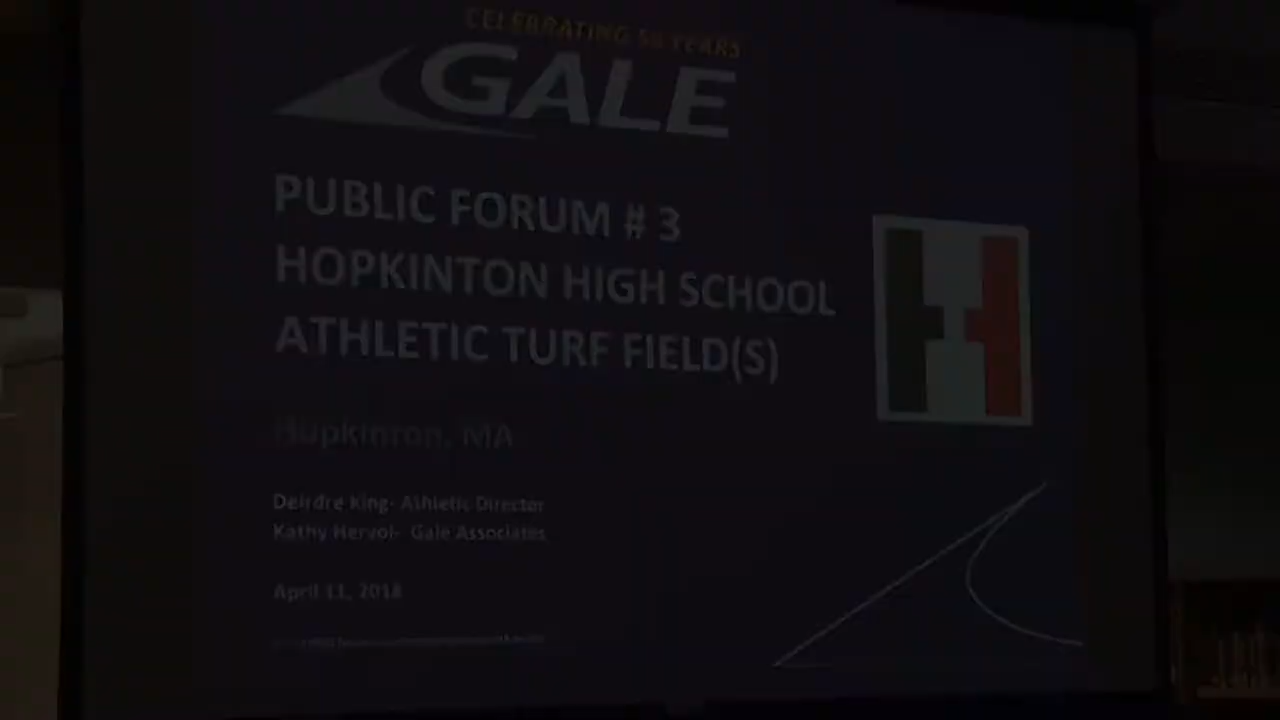 CELEBRATING 50 YEARS
GALE
PUBLIC FORUM # 3
HOPKINTON HIGH SCHOOL
ATHLETIC TURF FIELD(S)
Hopkinton, MA
Deirdre King- Athletic Director
Kathy Hervol- Gale Associates
April 11, 2018